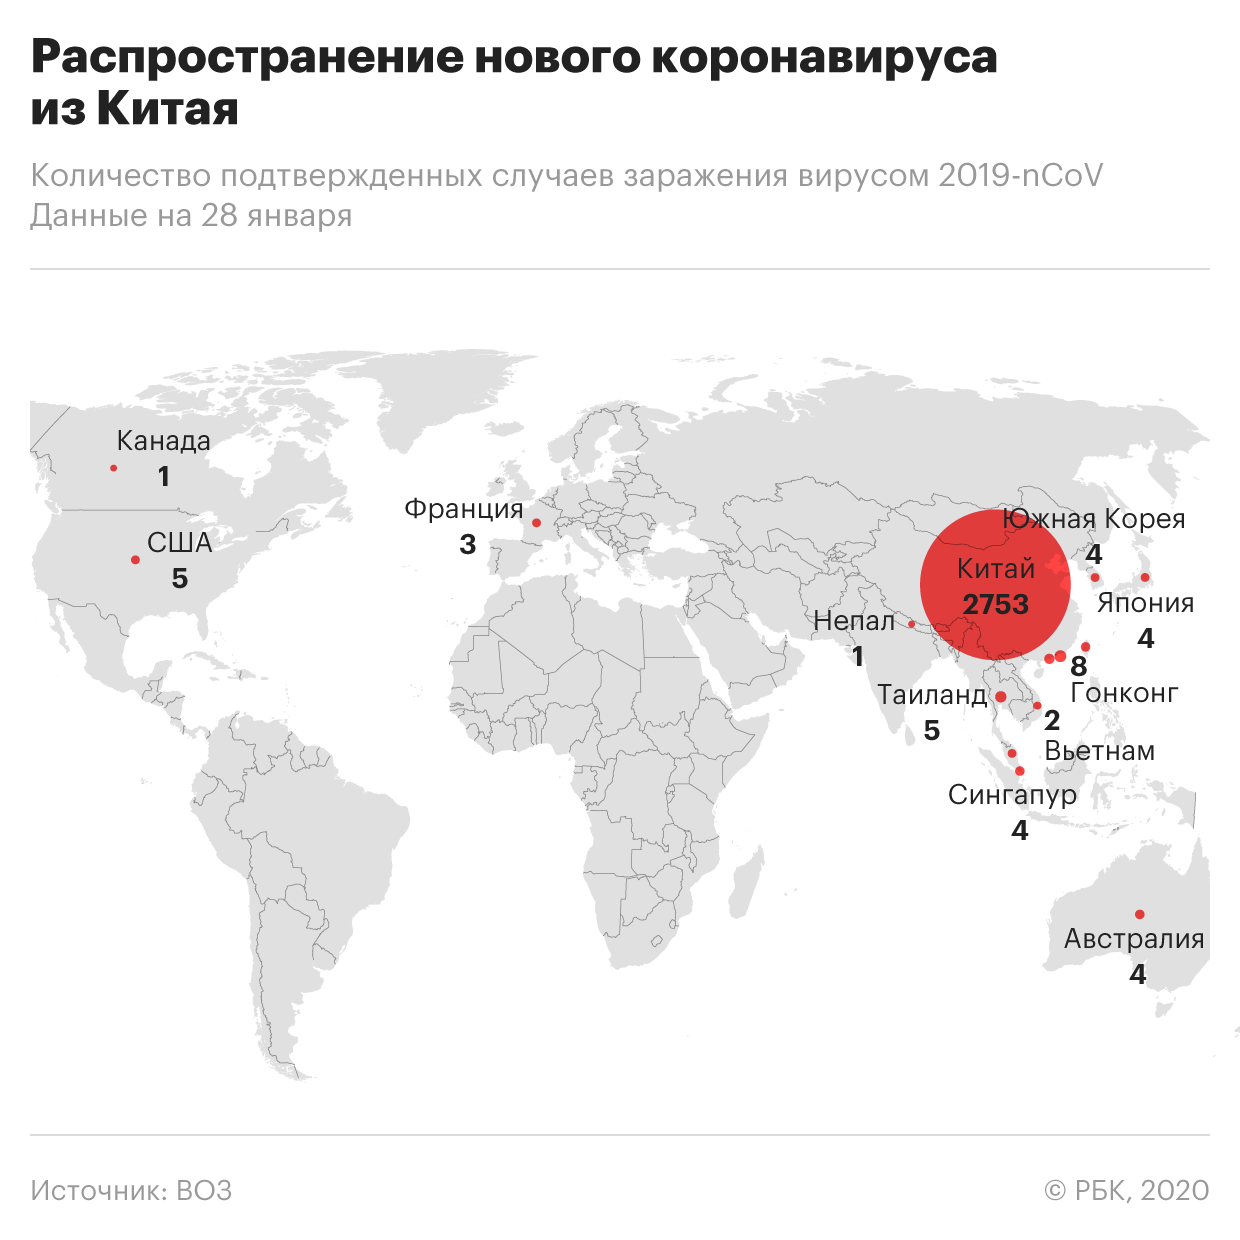 Распространение нового коронавируса
из Китая
Количество подтвержденных случаев заражения вирусом 2019-nCoV
Данные на 28 января
Канада
1
США
5
Франция
3
Южная Корея
4
Китай
2753
Япония
4
Непал
1
8
Гонконг
Таиланд
5
2
Вьетнам
Сингапур
4
Австралия
4
Источник: ВОЗ
© РБК, 2020